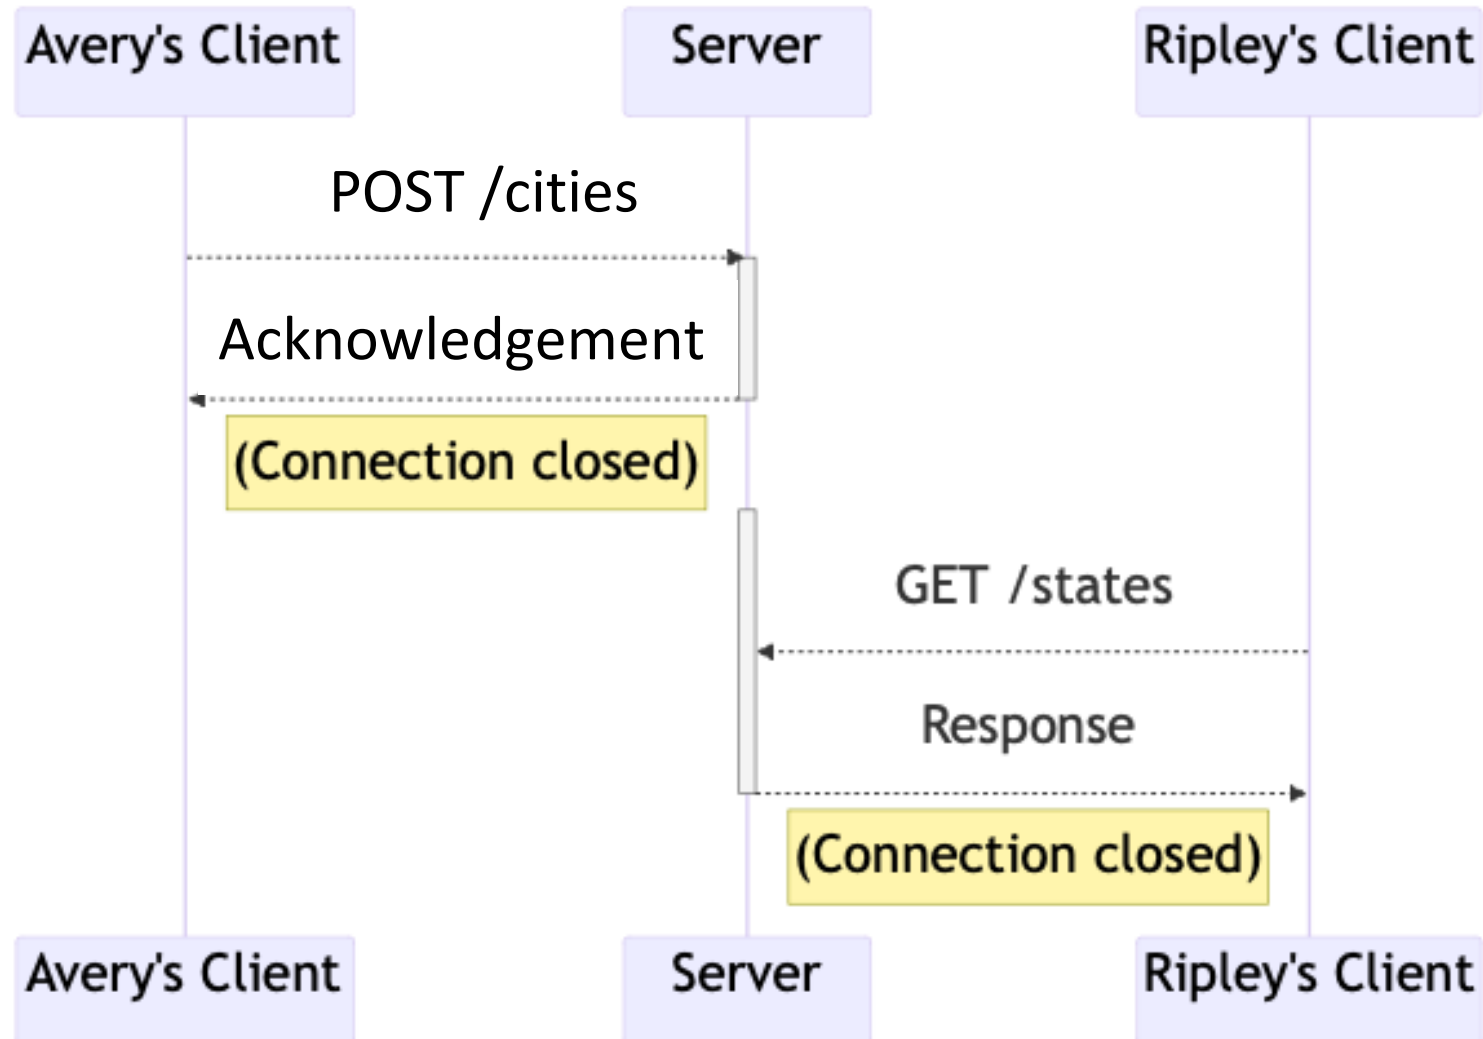 Avery's Client
Server
Ripley's Client
POST /cities
Acknowledgement
(Connection closed)
GET /states
Response
(Connection closed)
Avery's Client
Server
Ripley's Client